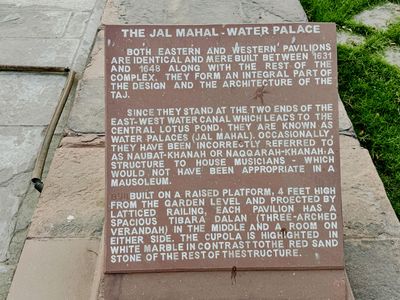 THE JAL MAHAL - WATER PALACE
BOTH EASTERN AND WESTERN PAVILIONS
ARE IDENTICAL AND WERE BUILT BETWEEN 1631
AND 1648 ALONG WITH THE REST OF THE
COMPLEX. THEY FORM AN INTEGRAL PART OF
THE DESIGN AND THE ARCHITECTURE OF THE
TAJ.
SINCE THEY STAND AT THE TWO ENDS OF THE
EAST-WEST WATER CANAL WHICH LEADS TO THE
CENTRAL LOTUS POND, THEY ARE KNOWN AS
WATER PALACES (JAL MAHAL). OCCASIONALLY,
THEY HAVE BEEN INCORRECTLY REFERRED TO
AS NAUBAT-KHANAH OR NAQQARAH-KHANAH-A
STRUCTURE TO HOUSE MUSICIANS - WHICH
WOULD NOT HAVE BEEN APPROPRIATE IN A
MAUSOLEUM.
BUILT ON A RAISED PLATFORM, 4 FEET HIGH
FROM THE GARDEN LEVEL AND PROECTED BY
LATTICED RAILING, EACH PAVILION HAS A
SPACIOUS TIBARA DALAN (THREE-ARCHED
VERANDAH) IN THE MIDDLE AND A ROOM ON
EITHER SIDE. THE CUPOLA IS HIGHIGHTED IN
WHITE MARBLE IN CONTRAST TO THE RED SAND
STONE OF THE REST OF THE STRUCTURE.